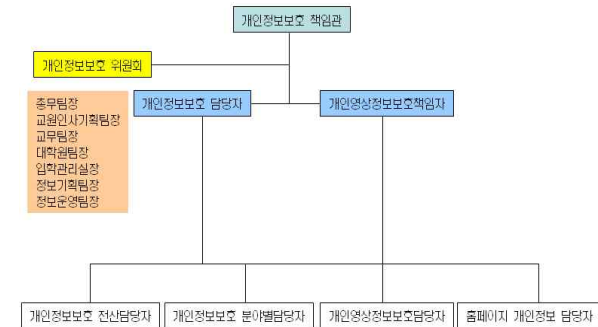 개인정보보호 책임관
개인정보보호 위원회
개인정보보호 담당자
개인영상정보보호책임자
총무팀장
교원인사기획팀장
교무팀장
대학원팀장
입학관리실장
정보기획팀장
정보운영팀장
개인정보보호 전산담당자
개인정보보호 분야별담당자
개인영상정보보호담당자
홈페이지 개인정보 담당자